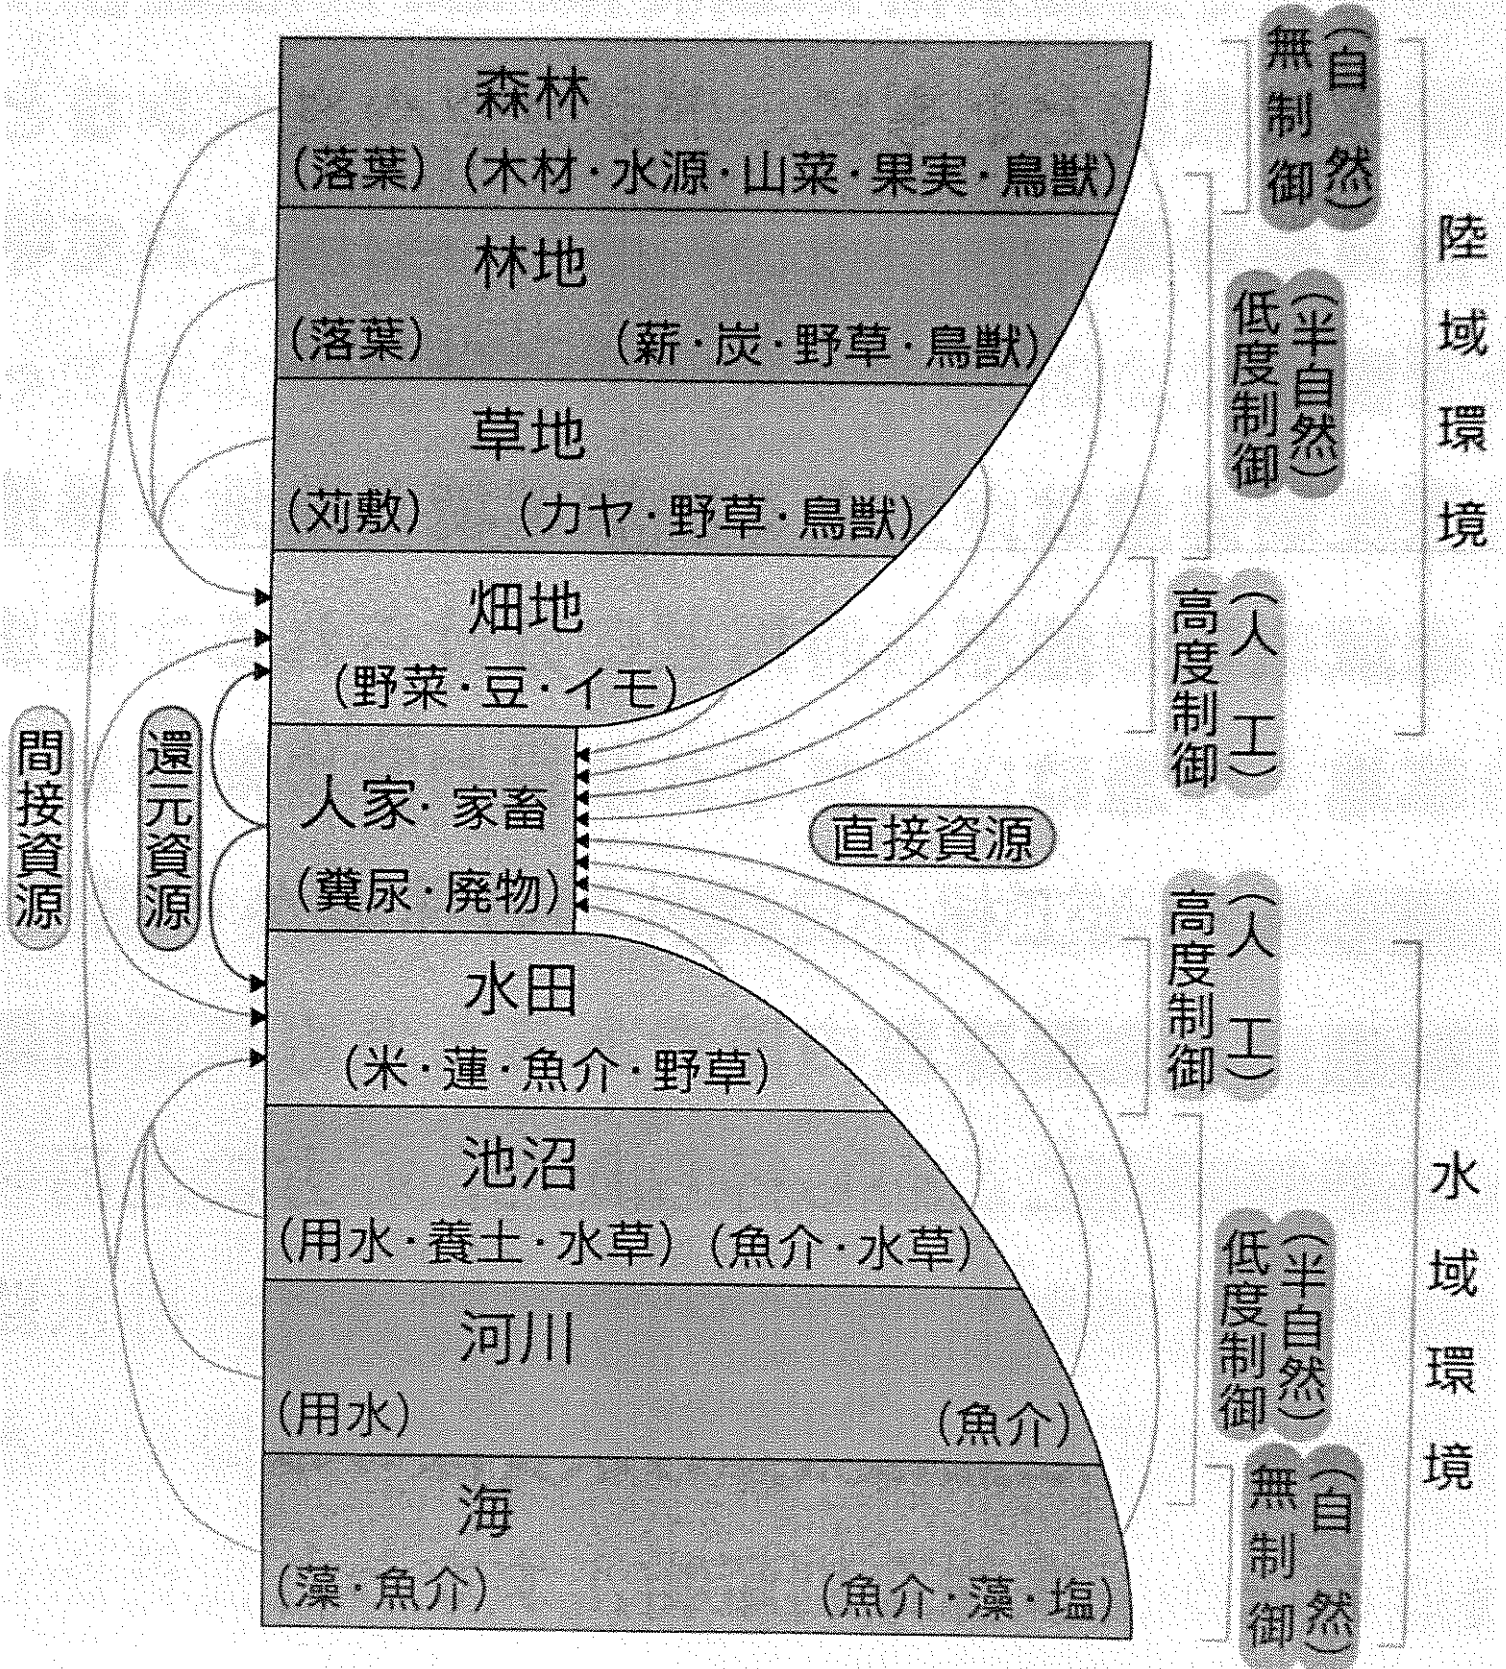 森林
(落葉) (木材・水源・山菜・果実・鳥獣)
林地
(落葉) (薪・炭・野草・鳥獣)
草地
(苅敷) (カヤ・野草・鳥獣)
畑地
(野菜・豆・イモ)
人家・家畜
(糞尿・廃物)
水田
(米・蓮・魚介・野草)
池沼
(用水・養土・水草) (魚介・水草)
河川
(用水) (魚介)
海
(藻・魚介) (魚介・藻・塩)
間接資源
還元資源
直接資源
(自然)
無制御
(半自然)
低度制御
(人工)
高度制御
陸域環境
(人工)
高度制御
(半自然)
低度制御
(自然)
無制御
水域環境